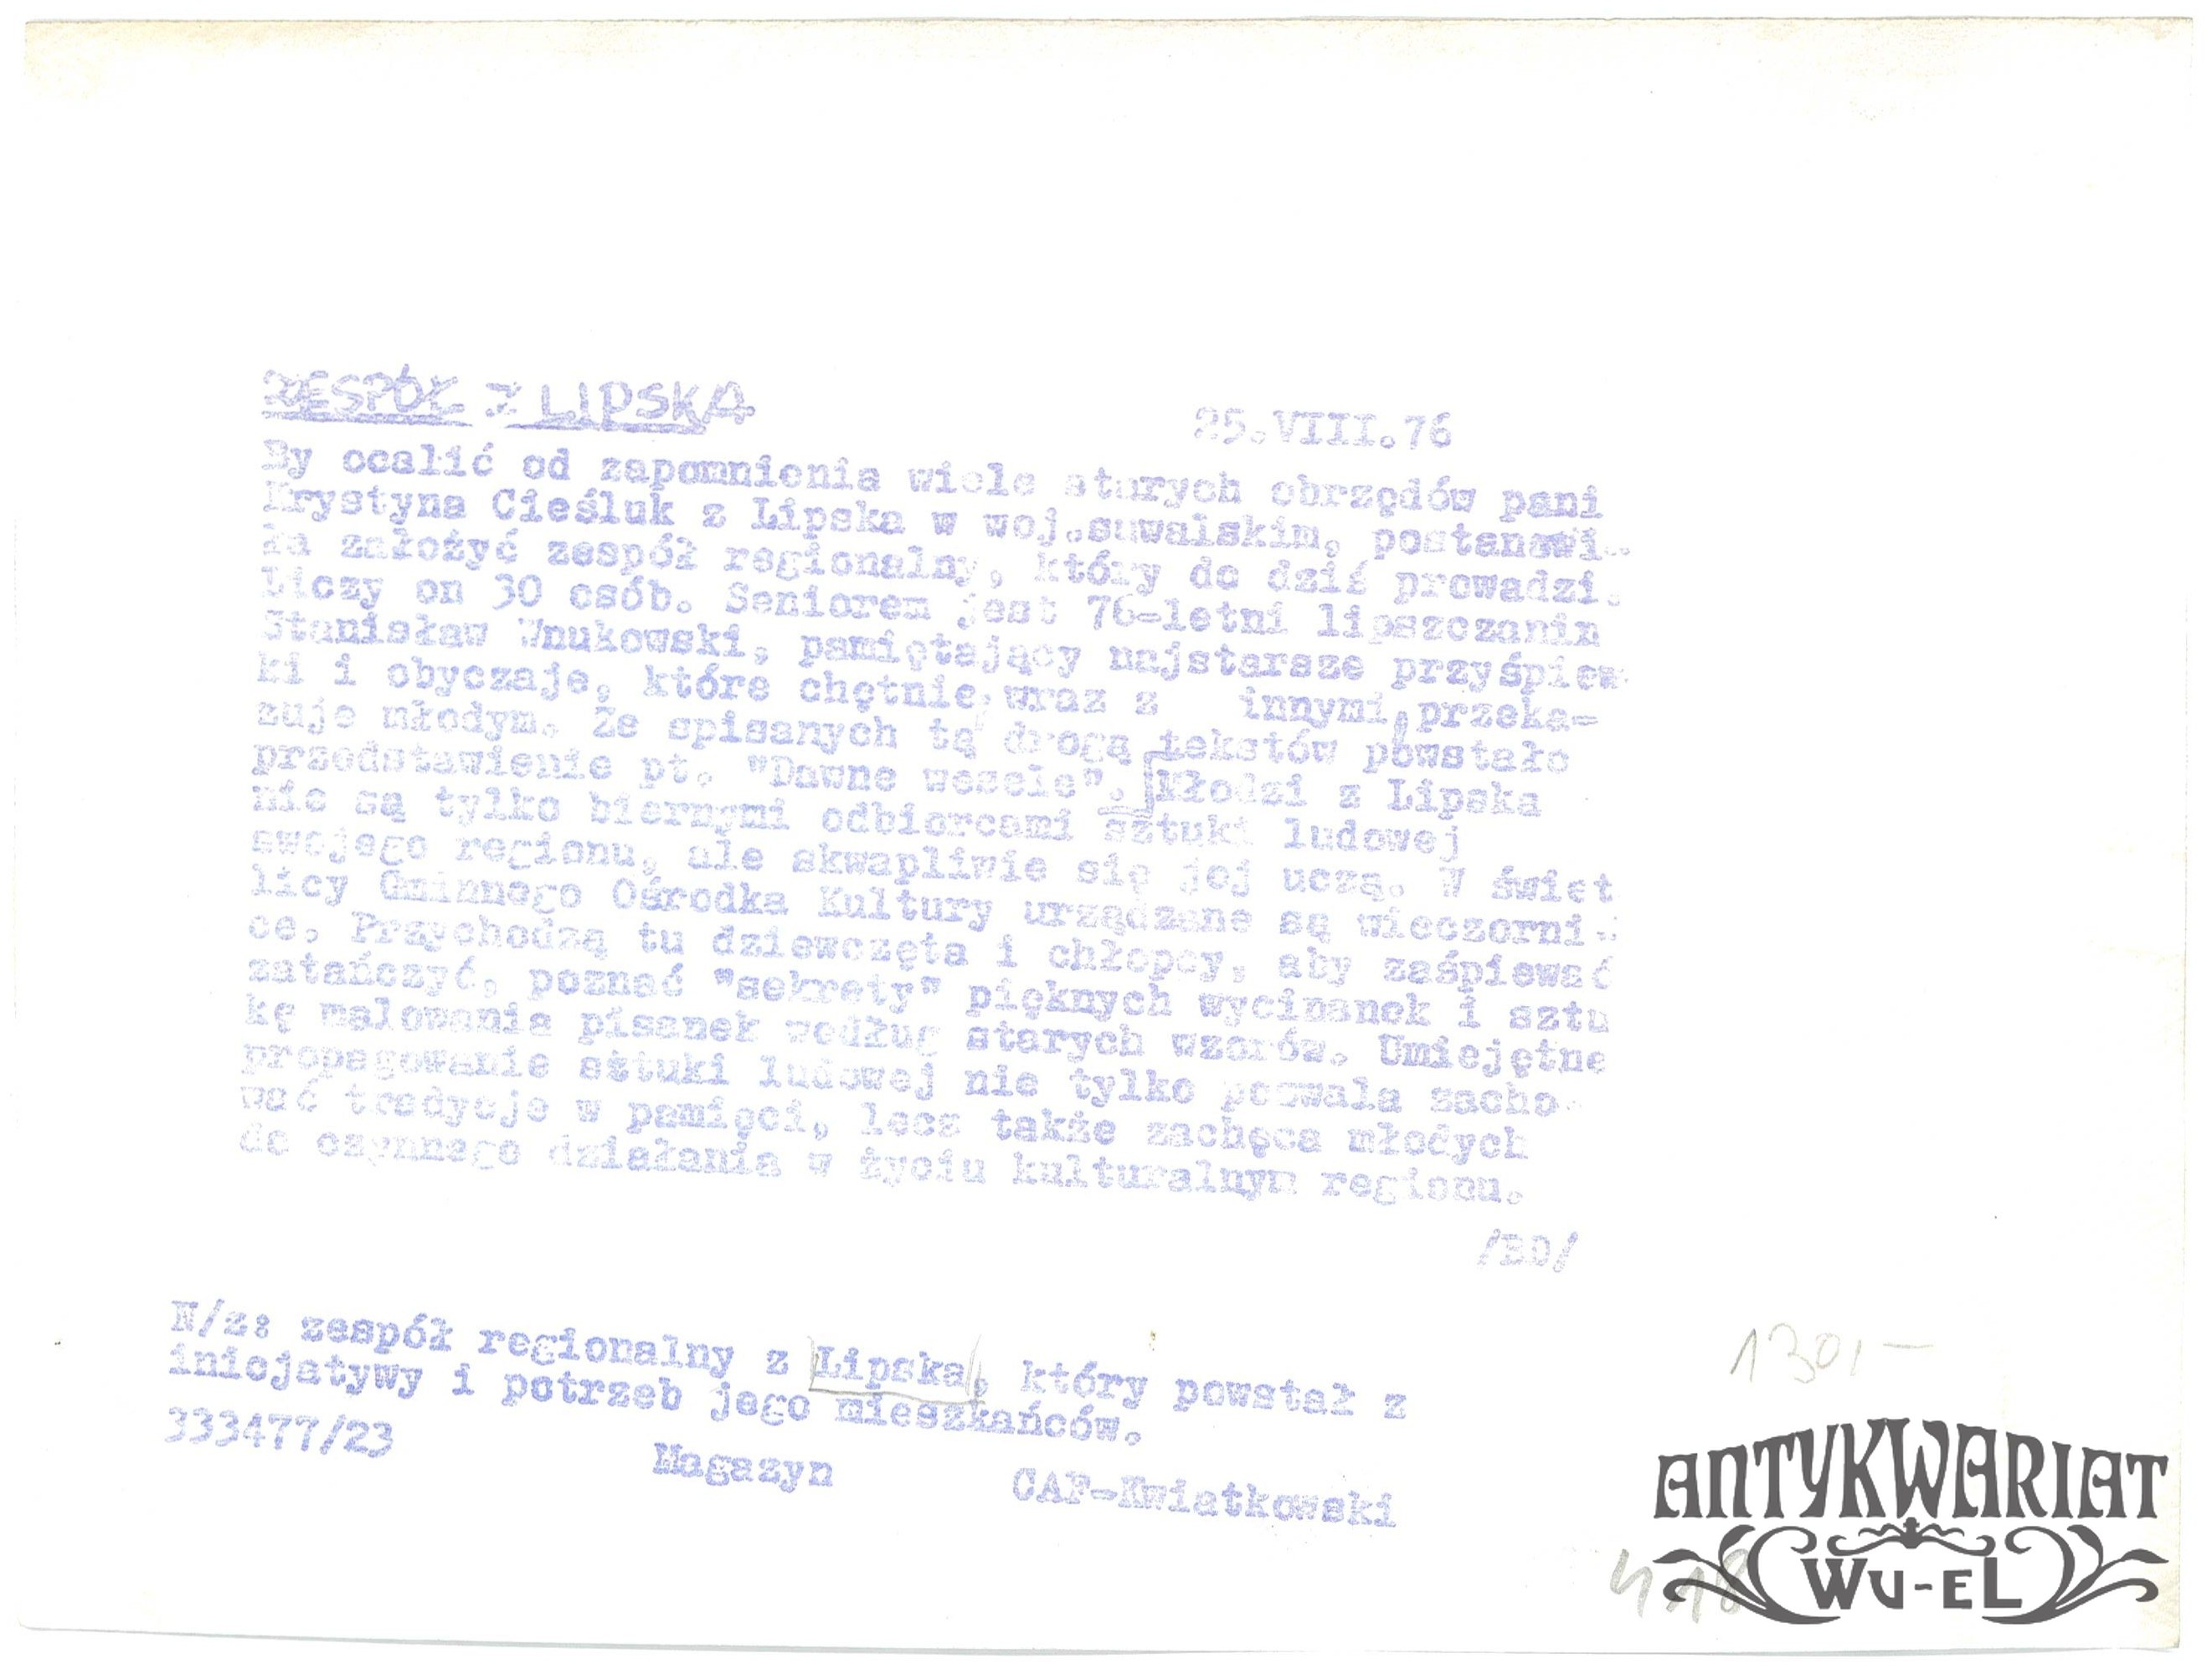 ZESPÓŁ Z LIPSKA
25.VIII.76
By ocalić od zapomnienia wiele starych obrzędów pani
Krystyna Cieśluk z Lipska w woj.suwalskim, postanowi-
ła założyć zespół regionalny, który do dziś prowadzi.
Liczy on 30 osób. Seniorem jest 76-letni lipszczanin
Stanisław Wnukowski, pamiętający najstarsze przyśpiew-
ki i obyczaje, które chętnie, wraz z innymi, przeka-
zuje młodym. Ze spisanych tą drogą tekstów powstało
przedstawienie pt. "Dawne wesele". Młodzi z Lipska
nie są tylko biernymi odbiorcami sztuki ludowej
swojego regionu, ale skwapliwie się jej uczą. W świet
licy Gminnego Ośrodka Kultury urządzane są wieczorni-
ce. Przychodzą tu dziewczęta i chłopcy, aby zaśpiewać
zatańczyć, poznać "sekrety" pięknych wycinanek i sztu
kę malowania pisanek według starych wzorów. Umiejętne
propagowanie sztuki ludowej nie tylko pozwala zacho-
wać tradycje w pamięci, lecz także zachęca młodych
do czynnego działania w życiu kulturalnym regionu.
/BD/
N/z: zespół regionalny z Lipska, który powstał z
inicjatywy i potrzeb jego mieszkańców.
333477/23
Magazyn
CAF-Kwiatkowski
130,-
ANTYKWARIAT
WU-EL